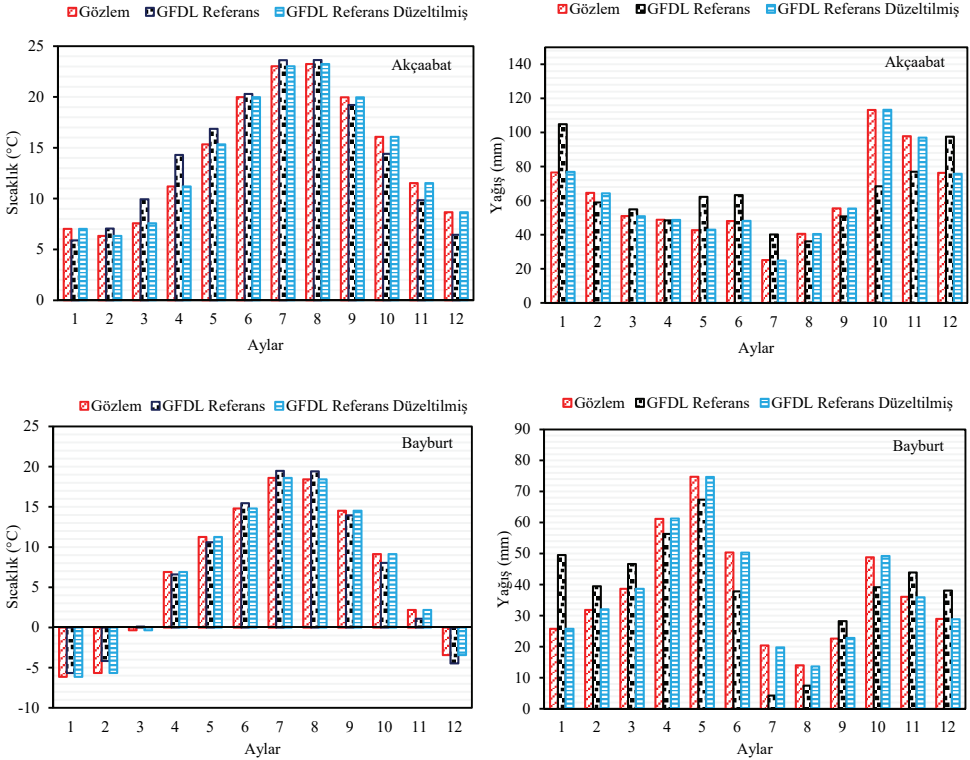 Gözlem GFDL Referans GFDL Referans Düzeltilmiş
Akçaabat
Sıcaklık (°C)
25
20
15
10
5
0
1 2 3 4 5 6 7 8 9 10 11 12
Aylar
Gözlem GFDL Referans GFDL Referans Düzeltilmiş
Akçaabat
Yağış (mm)
140
120
100
80
60
40
20
0
1 2 3 4 5 6 7 8 9 10 11 12
Aylar
Gözlem GFDL Referans GFDL Referans Düzeltilmiş
Bayburt
Sıcaklık (°C)
25
20
15
10
5
0
-5
-10
1 2 3 4 5 6 7 8 9 10 11 12
Aylar
Gözlem GFDL Referans GFDL Referans Düzeltilmiş
Bayburt
Yağış (mm)
90
80
70
60
50
40
30
20
10
0
1 2 3 4 5 6 7 8 9 10 11 12
Aylar